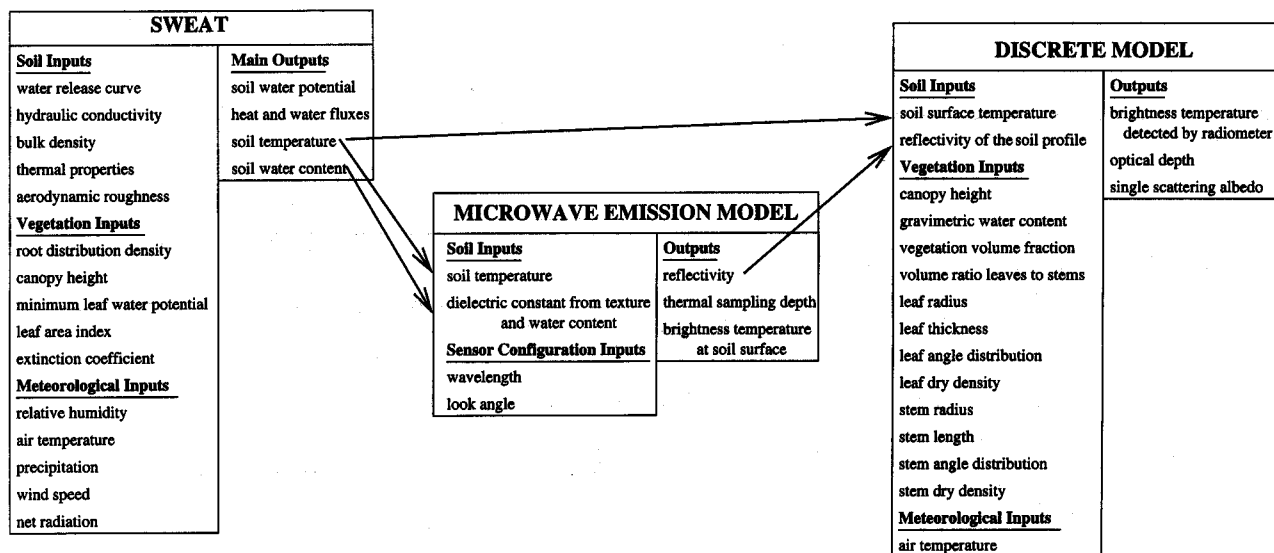 SWEAT
Soil Inputs
water release curve
hydraulic conductivity
bulk density
thermal properties
aerodynamic roughness
Vegetation Inputs
root distribution density
canopy height
minimum leaf water potential
leaf area index
extinction coefficient
Meteorological Inputs
relative humidity
air temperature
precipitation
wind speed
net radiation
Main Outputs
soil water potential
heat and water fluxes
soil temperature
soil water content
MICROWAVE EMISSION MODEL
Soil Inputs
soil temperature
dielectric constant from texture
and water content
Sensor Configuration Inputs
wavelength
look angle
Outputs
reflectivity
thermal sampling depth
brightness temperature
at soil surface
DISCRETE MODEL
Soil Inputs
soil surface temperature
reflectivity of the soil profile
Vegetation Inputs
canopy height
gravimetric water content
vegetation volume fraction
volume ratio leaves to stems
leaf radius
leaf thickness
leaf angle distribution
leaf dry density
stem radius
stem length
stem angle distribution
stem dry density
Meteorological Inputs
air temperature
Outputs
brightness temperature
detected by radiometer
optical depth
single scattering albedo